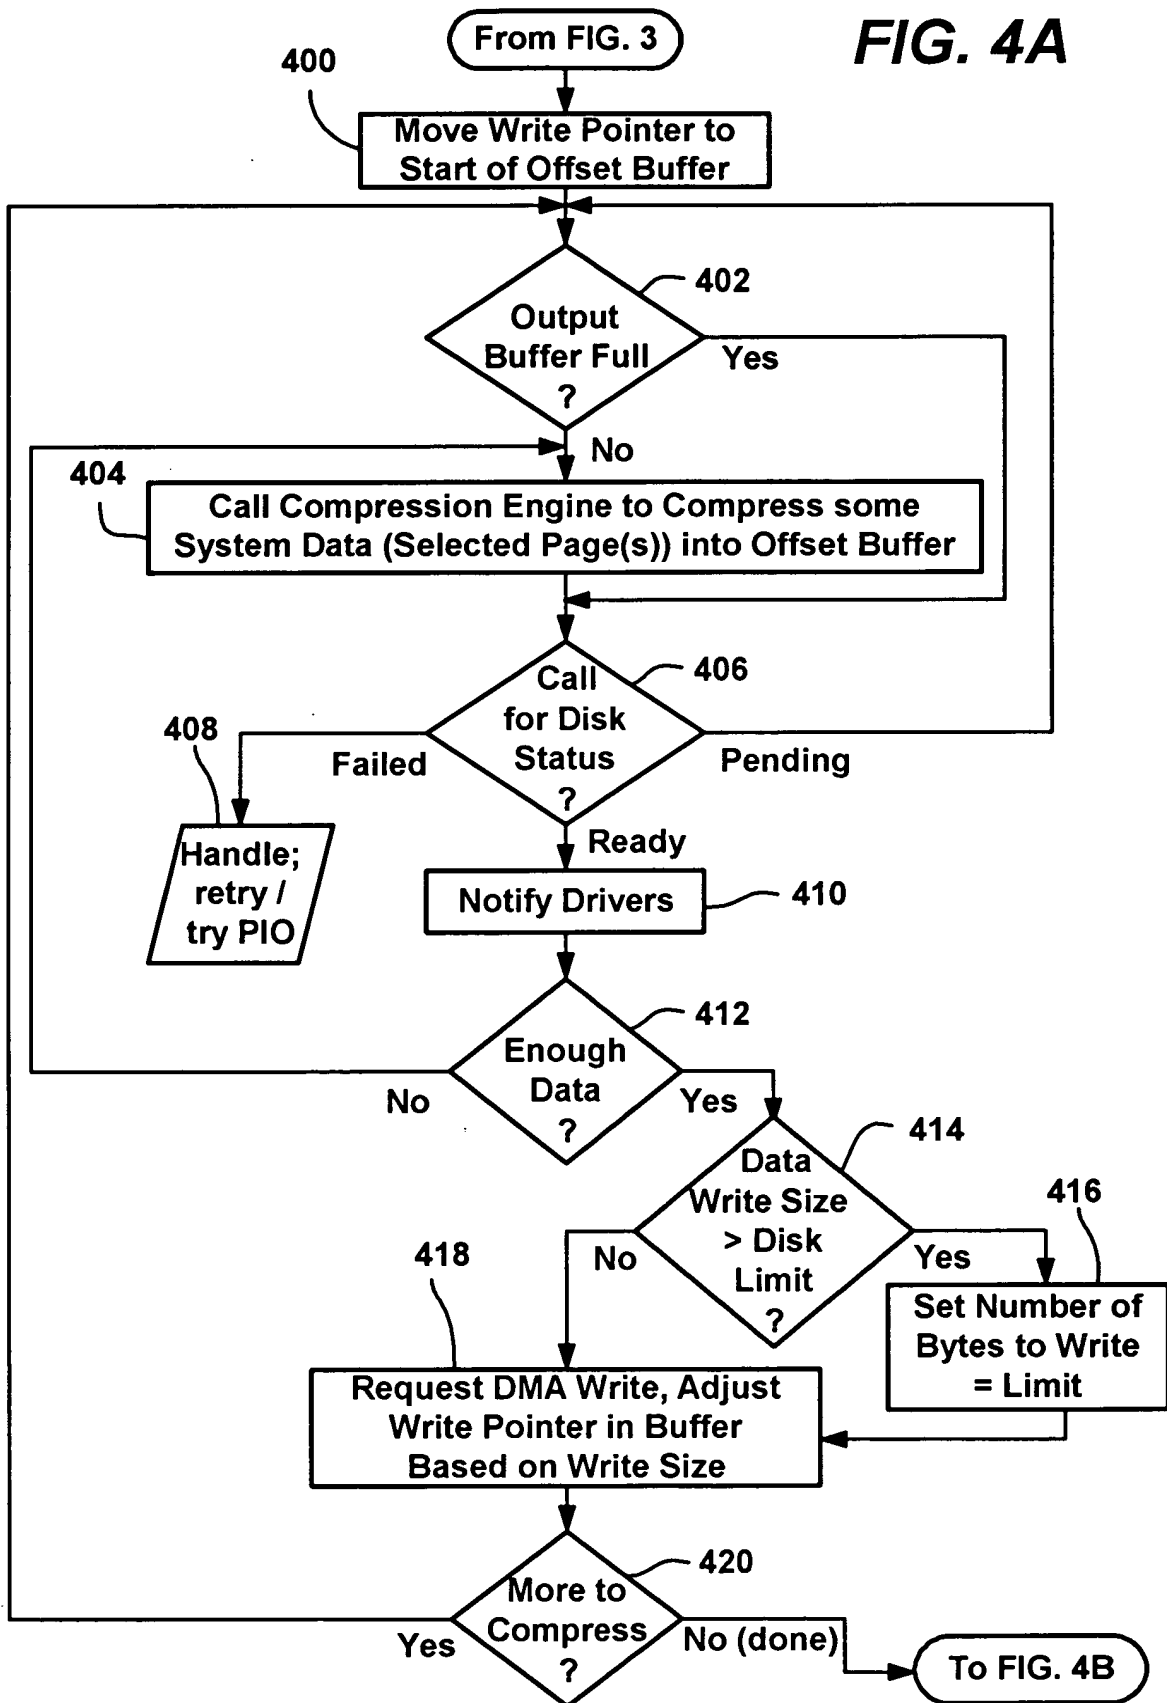 From FIG. 3
FIG. 4A
400
Move Write Pointer to
Start of Offset Buffer
402
Output
Buffer Full
?
Yes
No
404
Call Compression Engine to Compress some
System Data (Selected Page(s)) into Offset Buffer
406
Call
for Disk
Status
?
408
Failed
Pending
Ready
Handle;
retry /
try PIO
Notify Drivers
410
412
Enough
Data
?
No
Yes
414
Data
Write Size
> Disk
Limit
?
416
418
No
Yes
Set Number of
Bytes to Write
= Limit
Request DMA Write, Adjust
Write Pointer in Buffer
Based on Write Size
420
More to
Compress
?
Yes
No (done)
To FIG. 4B